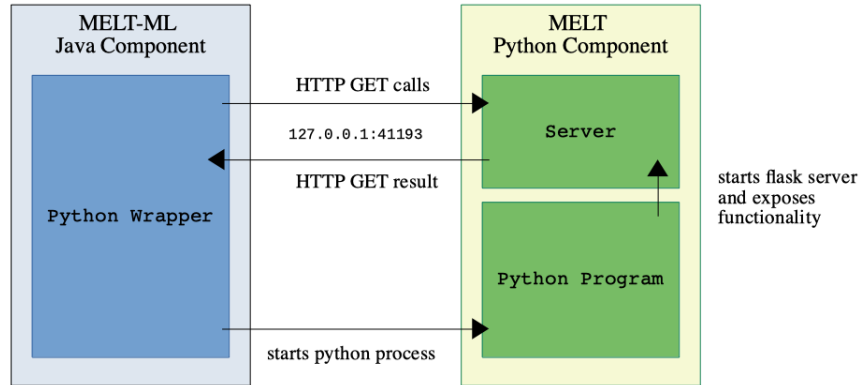 MELT-ML
Java Component
Python Wrapper
HTTP GET calls
127.0.0.1:41193
HTTP GET result
starts python process
MELT
Python Component
Server
Python Program
starts flask server
and exposes
functionality